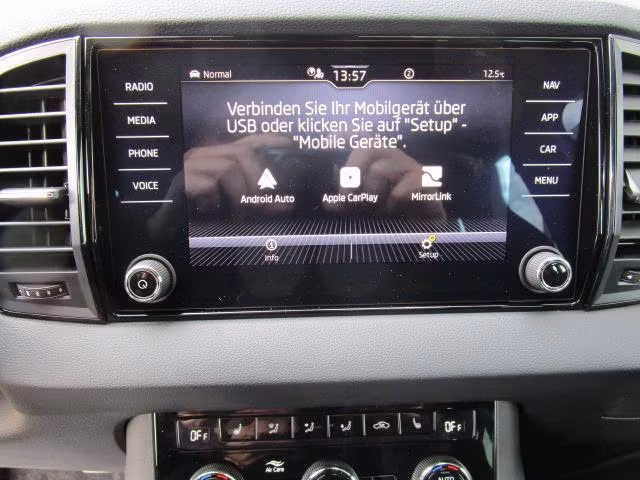 Normal
13:57
12.5°C
RADIO
MEDIA
PHONE
VOICE
NAV
APP
CAR
MENU
Verbinden Sie Ihr Mobilgerät über
USB oder klicken Sie auf "Setup" -
"Mobile Geräte".
Android Auto
Apple CarPlay
MirrorLink
Info
Setup
OFF
OFF
Air Care
AUTO